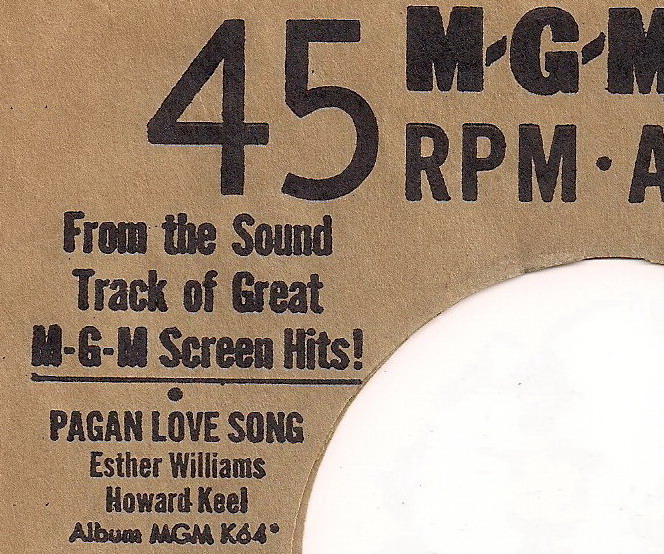 45 M-G-M
RPM · A
From the Sound
Track of Great
M-G-M Screen Hits!
PAGAN LOVE SONG
Esther Williams
Howard Keel
Album MGM K64*